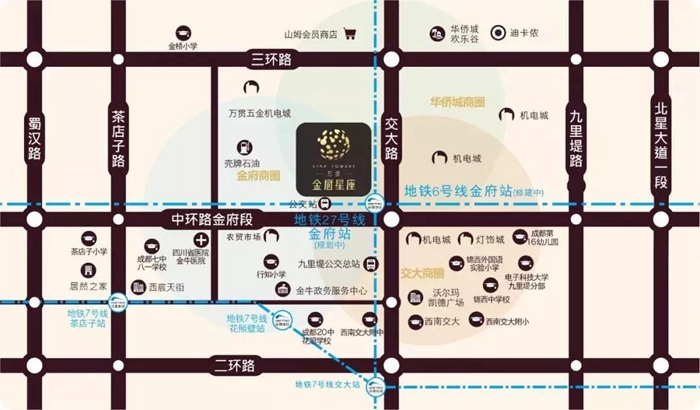 金桥小学
山姆会员商店
华侨城
欢乐谷
迪卡侬
三环路
蜀汉路
茶店子路
交大路
九里堤路
北星大道一段
万贯五金机电城
机电城
华侨城商圈
机电城
壳牌石油
金府商圈
STAR TOWERS
万贯
金府星座
公交站
地铁6号线金府站(修建中)
中环路金府段
地铁27号线
金府站
(规划中)
茶店子小学
成都七中
八一学校
四川省医院
金牛医院
农贸市场
行知小学
九里堤公交总站
机电城
灯饰城
成都第
16幼儿园
锦西外国语
实验小学
电子科技大学
九里堤分部
交大商圈
居然之家
西宸天街
金牛政务服务中心
沃尔玛
凯德广场
锦西中学校
地铁7号线
茶店子站
地铁7号线
花照壁站
成都20中
花照学校
西南交大附中
西南交大
西南交大附小
二环路
地铁7号线交大站